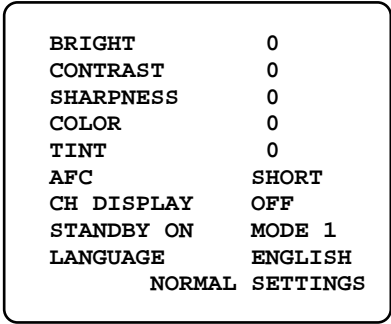 BRIGHT 0
CONTRAST 0
SHARPNESS 0
COLOR 0
TINT 0
AFC SHORT
CH DISPLAY OFF
STANDBY ON MODE 1
LANGUAGE ENGLISH
NORMAL SETTINGS